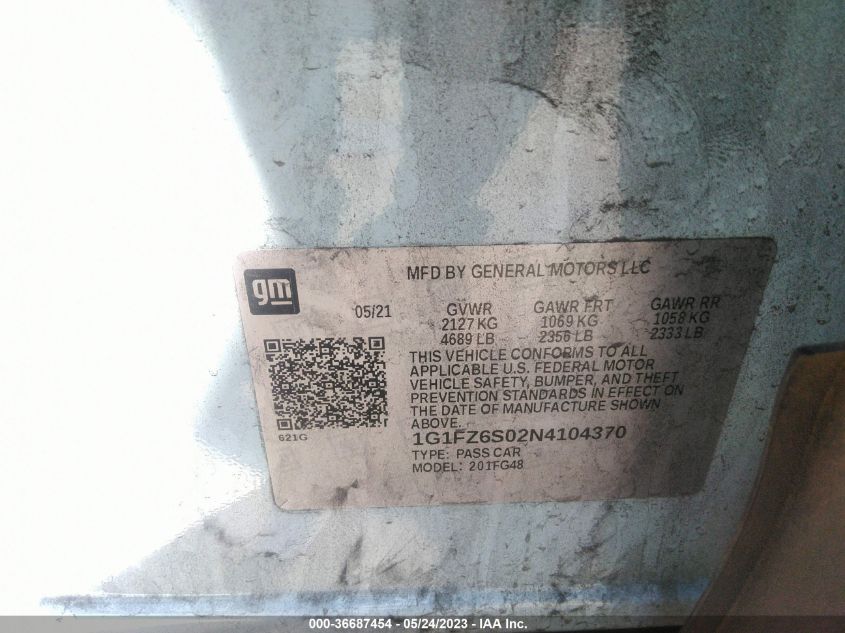 MFD BY GENERAL MOTORS LLC
gm
05/21
GVWR GAWR FRT GAWR RR
2127 KG 1069 KG 1058 KG
4689 LB 2356 LB 2333 LB
THIS VEHICLE CONFORMS TO ALL
APPLICABLE U.S. FEDERAL MOTOR
VEHICLE SAFETY, BUMPER, AND THEFT
PREVENTION STANDARDS IN EFFECT ON
THE DATE OF MANUFACTURE SHOWN
ABOVE.
621G
1G1FZ6S02N4104370
TYPE: PASS CAR
MODEL: 201FG48
000-36687454 - 05/24/2023 - IAA Inc.